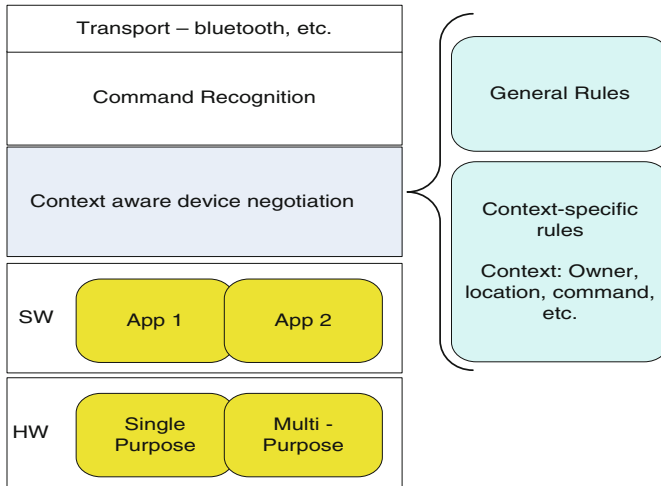 Transport – bluetooth, etc.
Command Recognition
Context aware device negotiation
SW
App 1
App 2
HW
Single
Purpose
Multi -
Purpose
General Rules
Context-specific
rules
Context: Owner,
location, command,
etc.